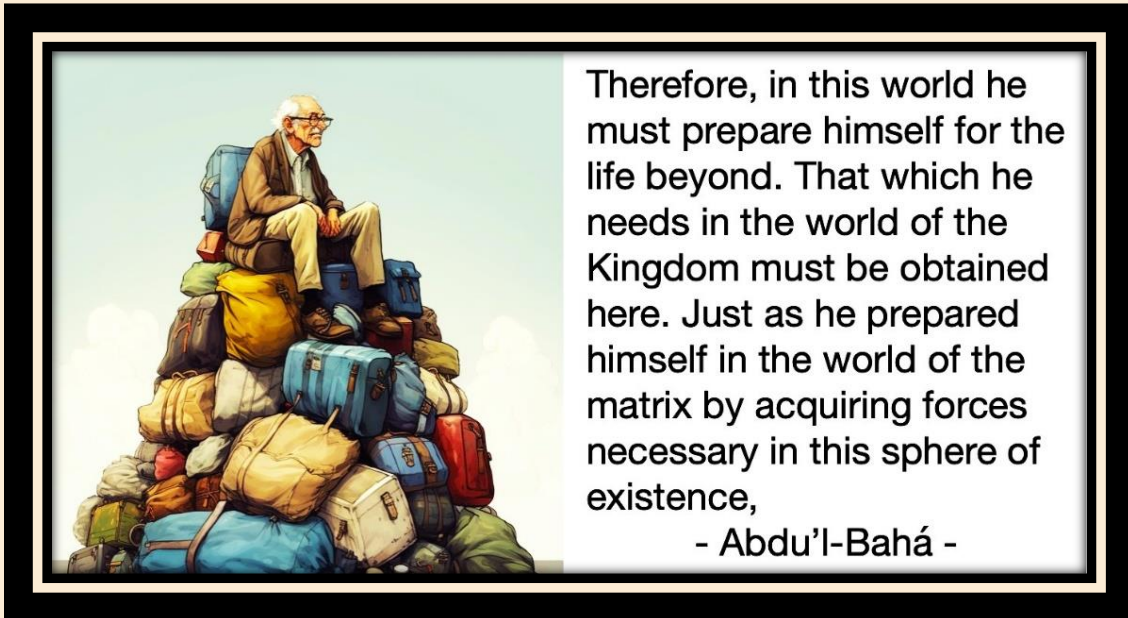 Therefore, in this world he
must prepare himself for the
life beyond. That which he
needs in the world of the
Kingdom must be obtained
here. Just as he prepared
himself in the world of the
matrix by acquiring forces
necessary in this sphere of
existence,
- Abdu’l-Bahá -